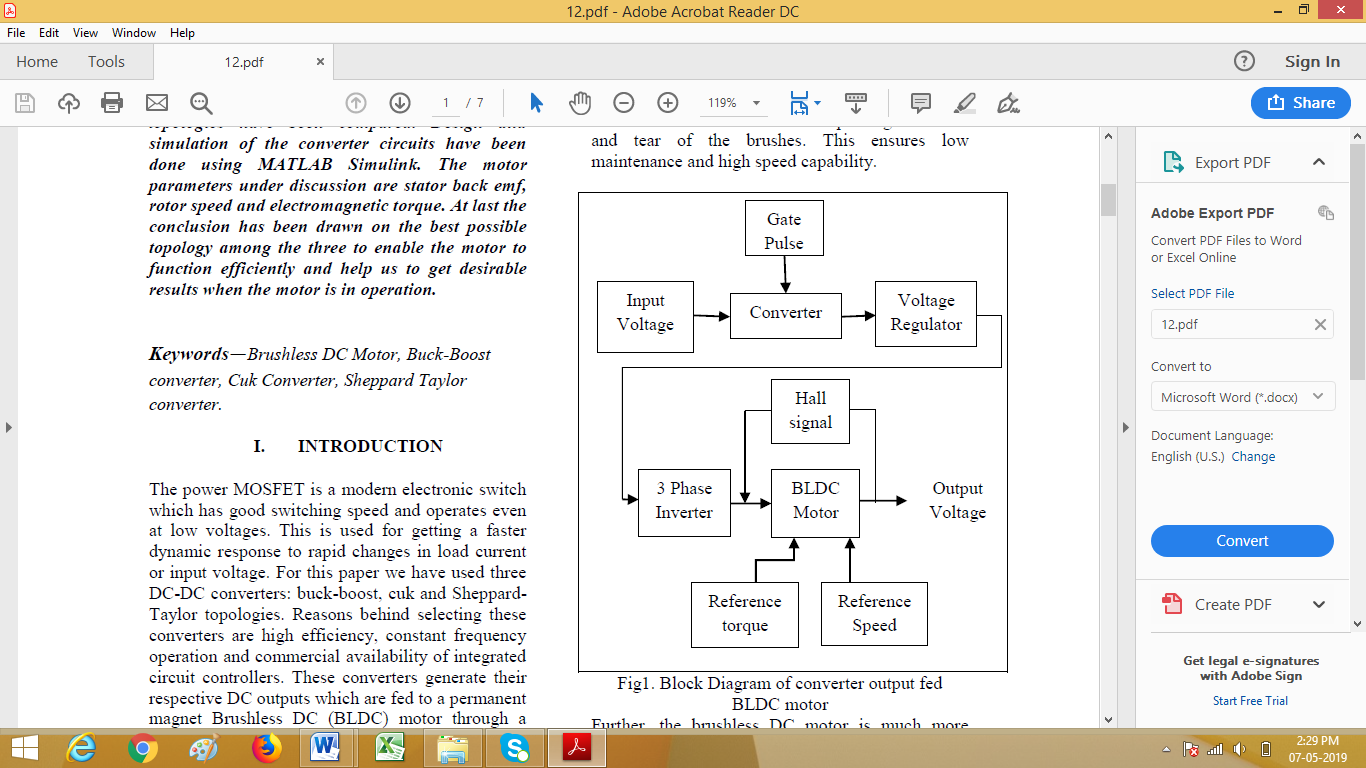 12.pdf - Adobe Acrobat Reader DC
File Edit View Window Help
Home Tools 12.pdf × ? Sign In
1 / 7 119% Share
simulation of the converter circuits have been
done using MATLAB Simulink. The motor
parameters under discussion are stator back emf,
rotor speed and electromagnetic torque. At last the
conclusion has been drawn on the best possible
topology among the three to enable the motor to
function efficiently and help us to get desirable
results when the motor is in operation.
Keywords—Brushless DC Motor, Buck-Boost
converter, Cuk Converter, Sheppard Taylor
converter.
I. INTRODUCTION
The power MOSFET is a modern electronic switch
which has good switching speed and operates even
at low voltages. This is used for getting a faster
dynamic response to rapid changes in load current
or input voltage. For this paper we have used three
DC-DC converters: buck-boost, cuk and Sheppard-
Taylor topologies. Reasons behind selecting these
converters are high efficiency, constant frequency
operation and commercial availability of integrated
circuit controllers. These converters generate their
respective DC outputs which are fed to a permanent
magnet Brushless DC (BLDC) motor through a
and tear of the brushes. This ensures low
maintenance and high speed capability.
Gate
Pulse
Input
Voltage
Converter
Voltage
Regulator
Hall
signal
3 Phase
Inverter
BLDC
Motor
Output
Voltage
Reference
torque
Reference
Speed
Fig1. Block Diagram of converter output fed
BLDC motor
Further, the brushless DC motor is much more
Export PDF
Adobe Export PDF
Convert PDF Files to Word
or Excel Online
Select PDF File
12.pdf
Convert to
Microsoft Word (*.docx)
Document Language:
English (U.S.) Change
Convert
Create PDF
Get legal e-signatures
with Adobe Sign
Start Free Trial
2:29 PM
07-05-2019